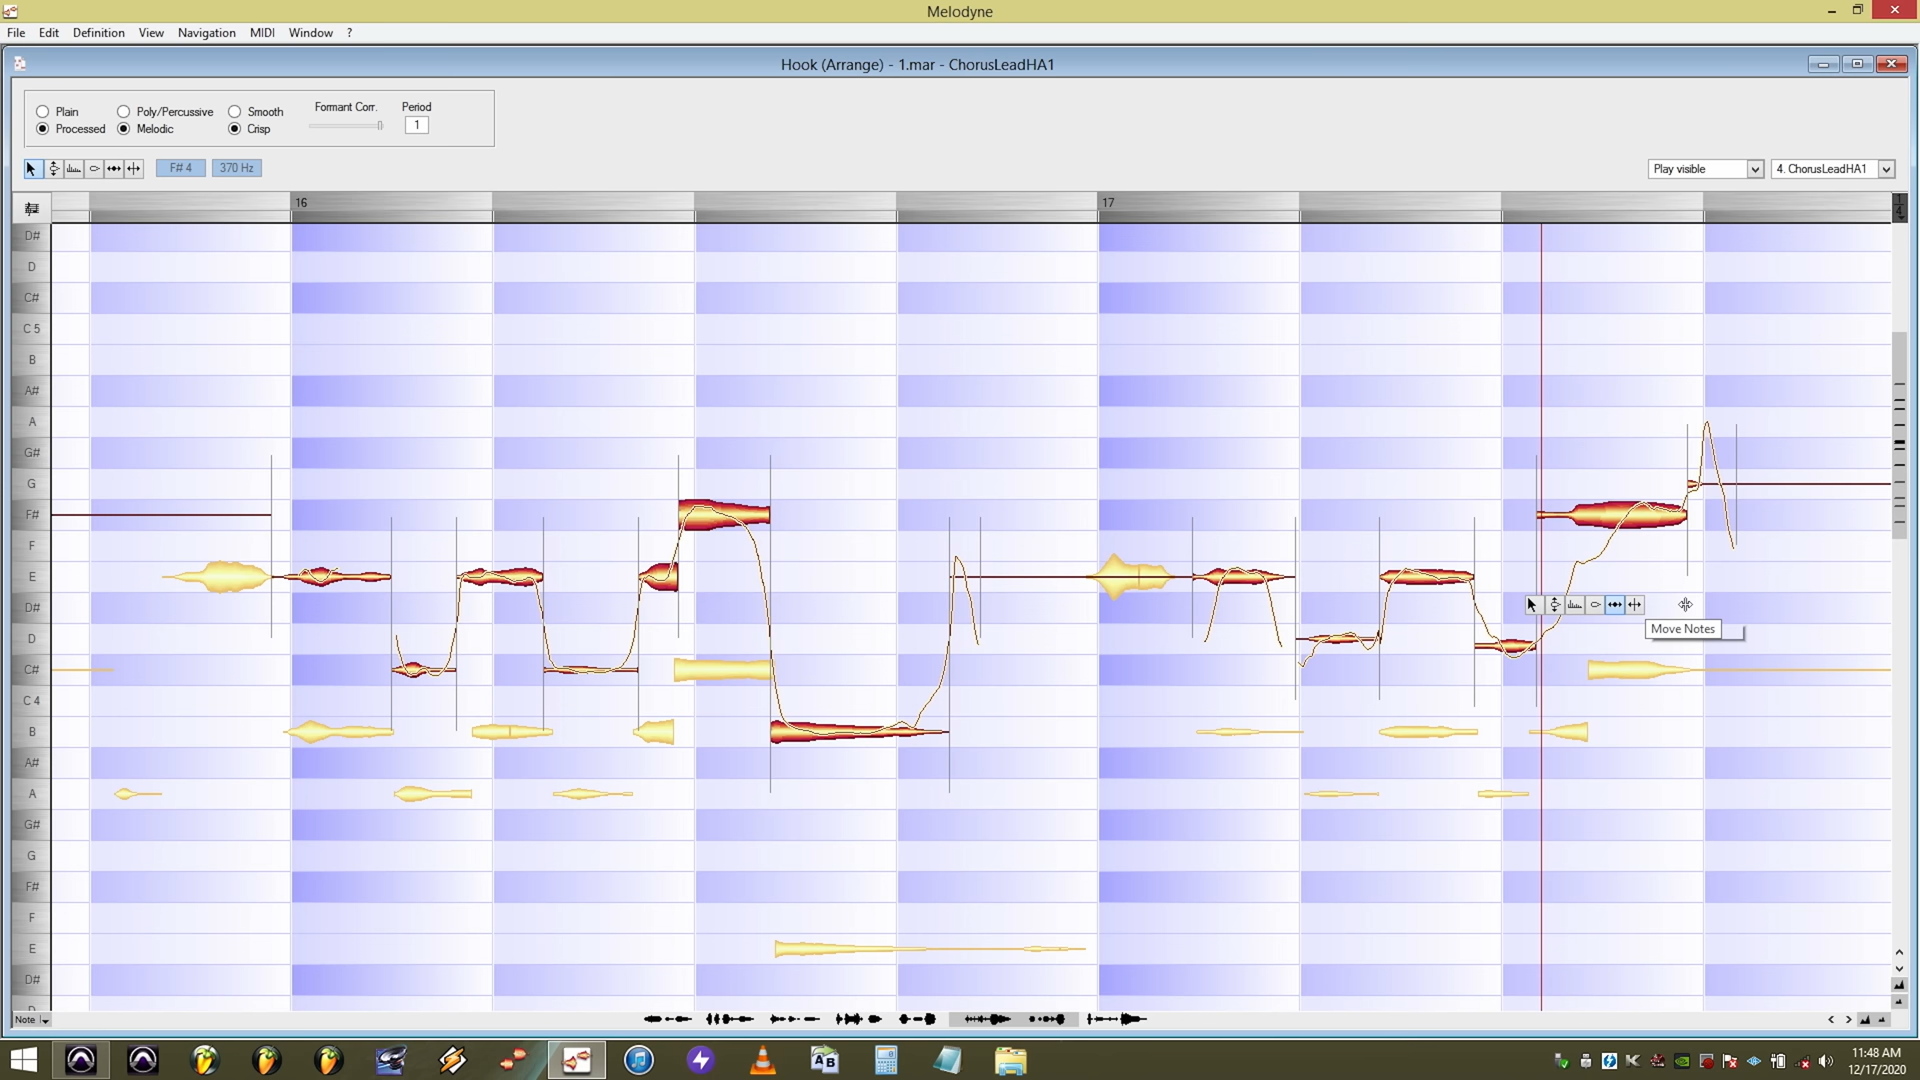 Melodyne
File Edit Definition View Navigation MIDI Window ?
Hook (Arrange) - 1.mar - ChorusLeadHA1
Plain Poly/Percussive Smooth Formant Corr. Period
Processed Melodic Crisp 1
F# 4 370 Hz Play visible 4. ChorusLeadHA1
16 17
1
4
D#
D
C#
C 5
B
A#
A
G#
G
F#
F
E
D#
D
Move Notes
C#
C 4
B
A#
A
G#
G
F#
F
E
D#
D
Note
11:48 AM
12/17/2020